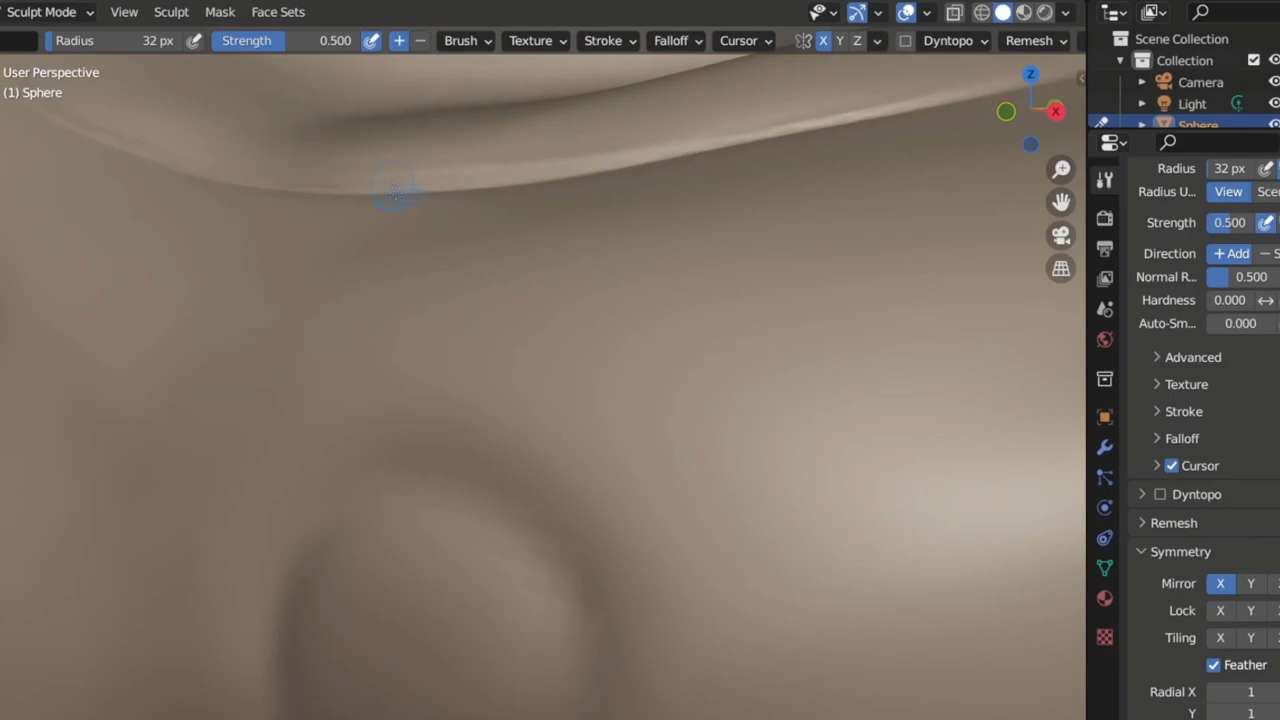 Sculpt Mode View Sculpt Mask Face Sets
Radius 32 px Strength 0.500 + − Brush Texture Stroke Falloff Cursor X Y Z Dyntopo Remesh
User Perspective
(1) Sphere
Z
X
Scene Collection
Collection
Camera
Light
Sphere
Radius 32 px
Radius U... View Sce
Strength 0.500
Direction + Add − S
Normal R... 0.500
Hardness 0.000
Auto-Sm... 0.000
Advanced
Texture
Stroke
Falloff
Cursor
Dyntopo
Remesh
Symmetry
Mirror X Y
Lock X Y
Tiling X Y
Feather
Radial X 1
Y 1